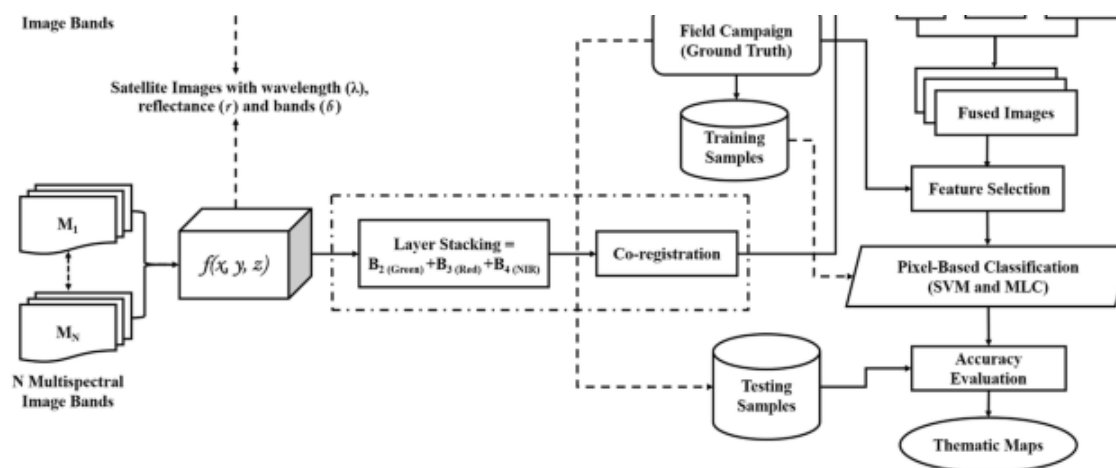 Image Bands
Satellite Images with wavelength (λ),
reflectance (r) and bands (δ)
M1
MN
N Multispectral
Image Bands
f(x, y, z)
Layer Stacking =
B2 (Green) +B3 (Red) +B4 (NIR)
Co-registration
Field Campaign
(Ground Truth)
Training
Samples
Testing
Samples
Fused Images
Feature Selection
Pixel-Based Classification
(SVM and MLC)
Accuracy
Evaluation
Thematic Maps